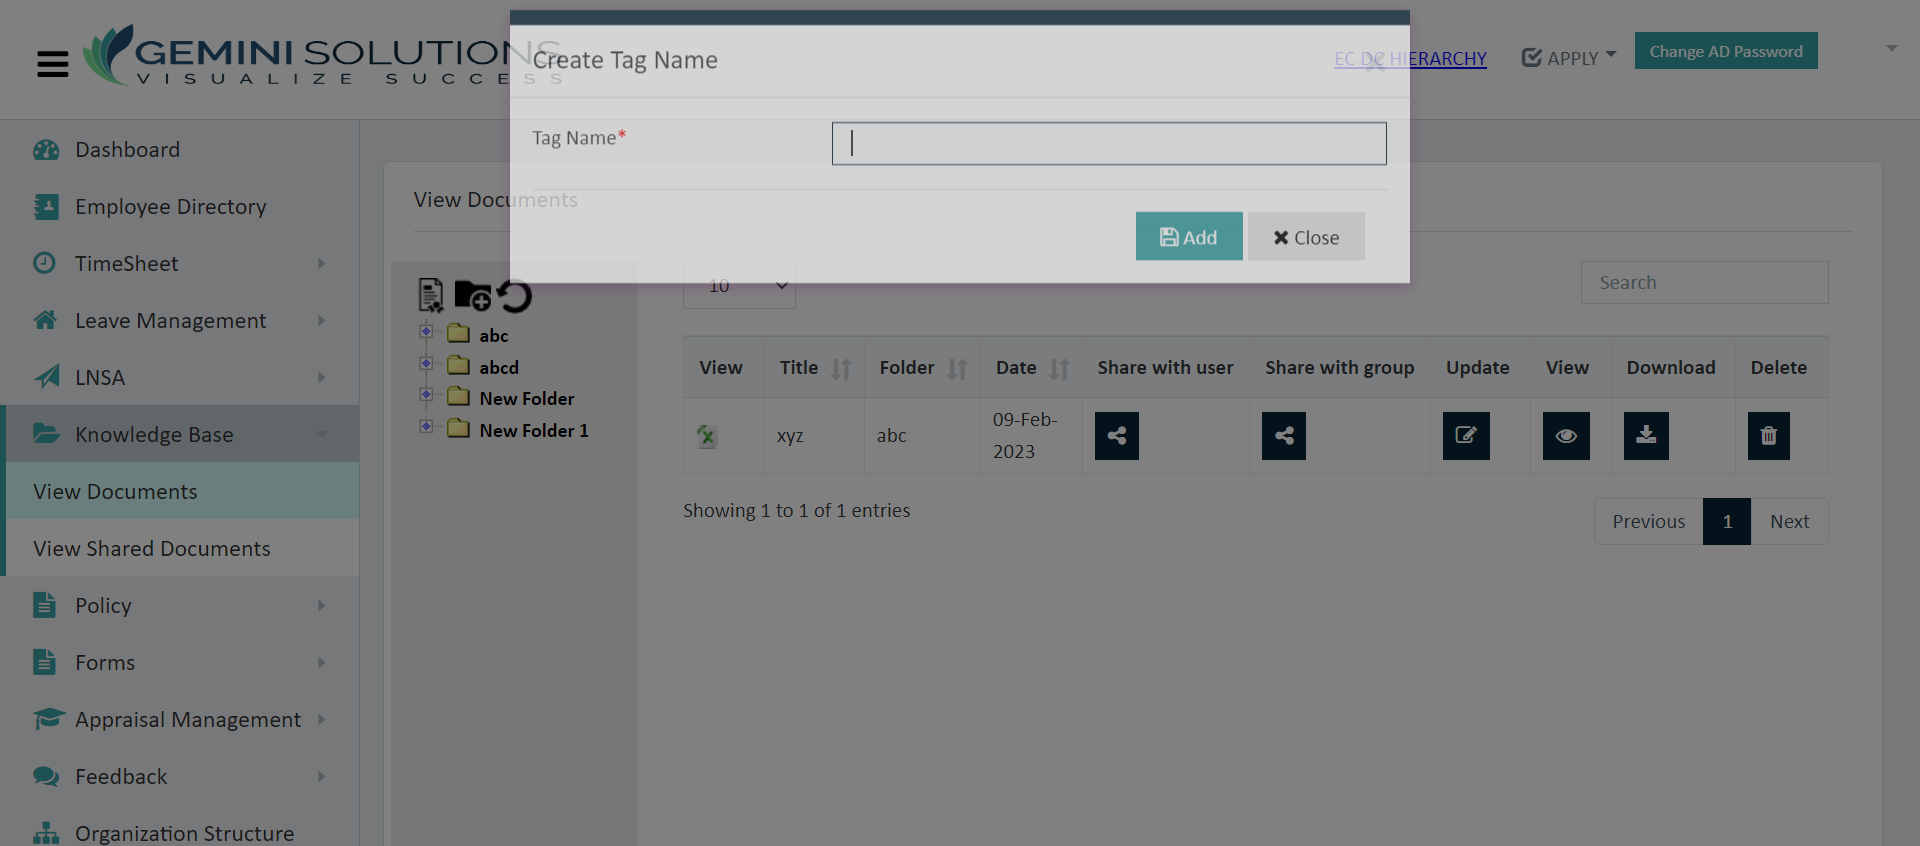 GEMINI SOLUTIONS
VISUALIZE SUCCESS
Create Tag Name
EC DC HIERARCHY
APPLY
Change AD Password
Tag Name*
Add
Close
Dashboard
Employee Directory
TimeSheet
Leave Management
LNSA
Knowledge Base
View Documents
View Shared Documents
Policy
Forms
Appraisal Management
Feedback
Organization Structure
View Documents
abc
abcd
New Folder
New Folder 1
10
Search
View Title Folder Date Share with user Share with group Update View Download Delete
xyz abc 09-Feb-
2023
Showing 1 to 1 of 1 entries
Previous 1 Next